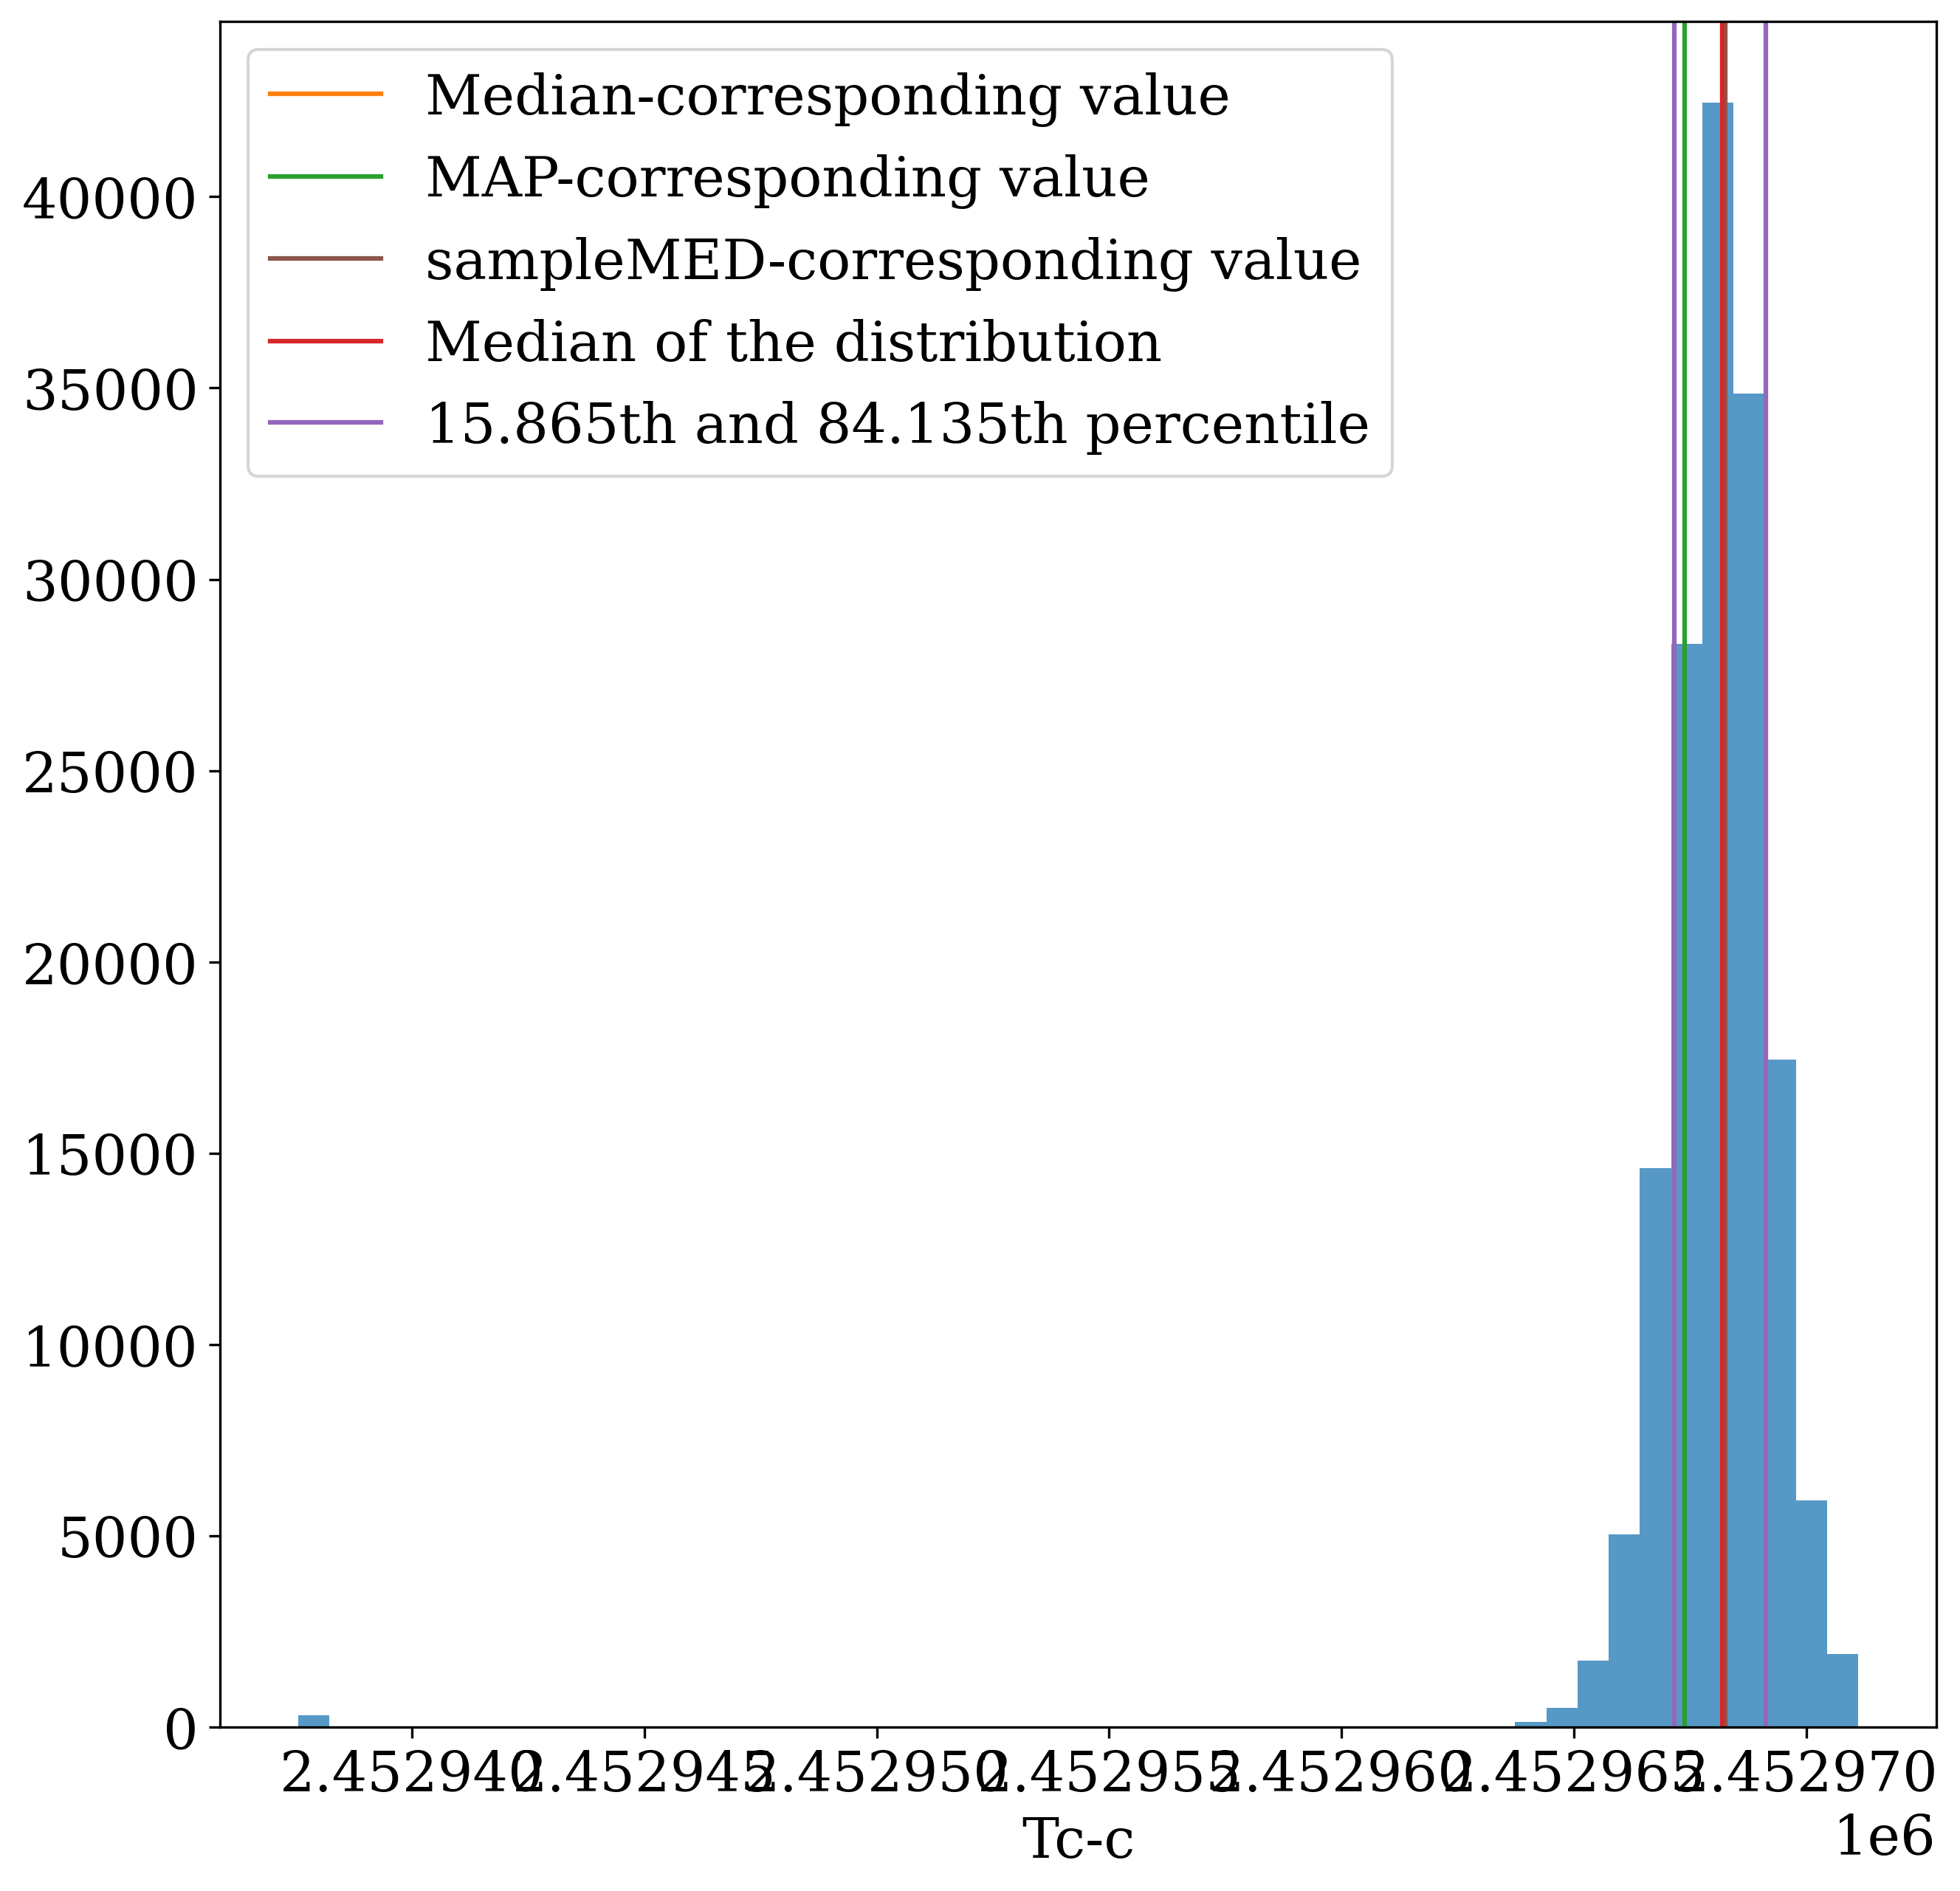 Median-corresponding value
MAP-corresponding value
sampleMED-corresponding value
Median of the distribution
15.865th and 84.135th percentile
40000
35000
30000
25000
20000
15000
10000
5000
0
2.452940 2.452945 2.452950 2.452955 2.452960 2.452965 2.452970
Tc-c
1e6